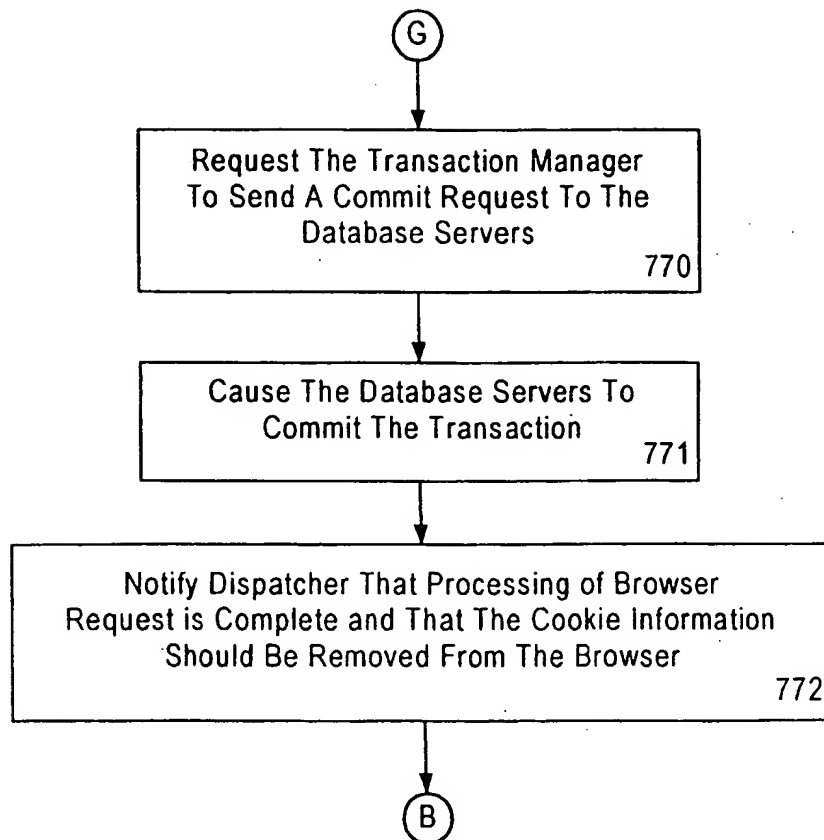 G
Request The Transaction Manager
To Send A Commit Request To The
Database Servers
770
Cause The Database Servers To
Commit The Transaction
771
Notify Dispatcher That Processing of Browser
Request is Complete and That The Cookie Information
Should Be Removed From The Browser
772
B